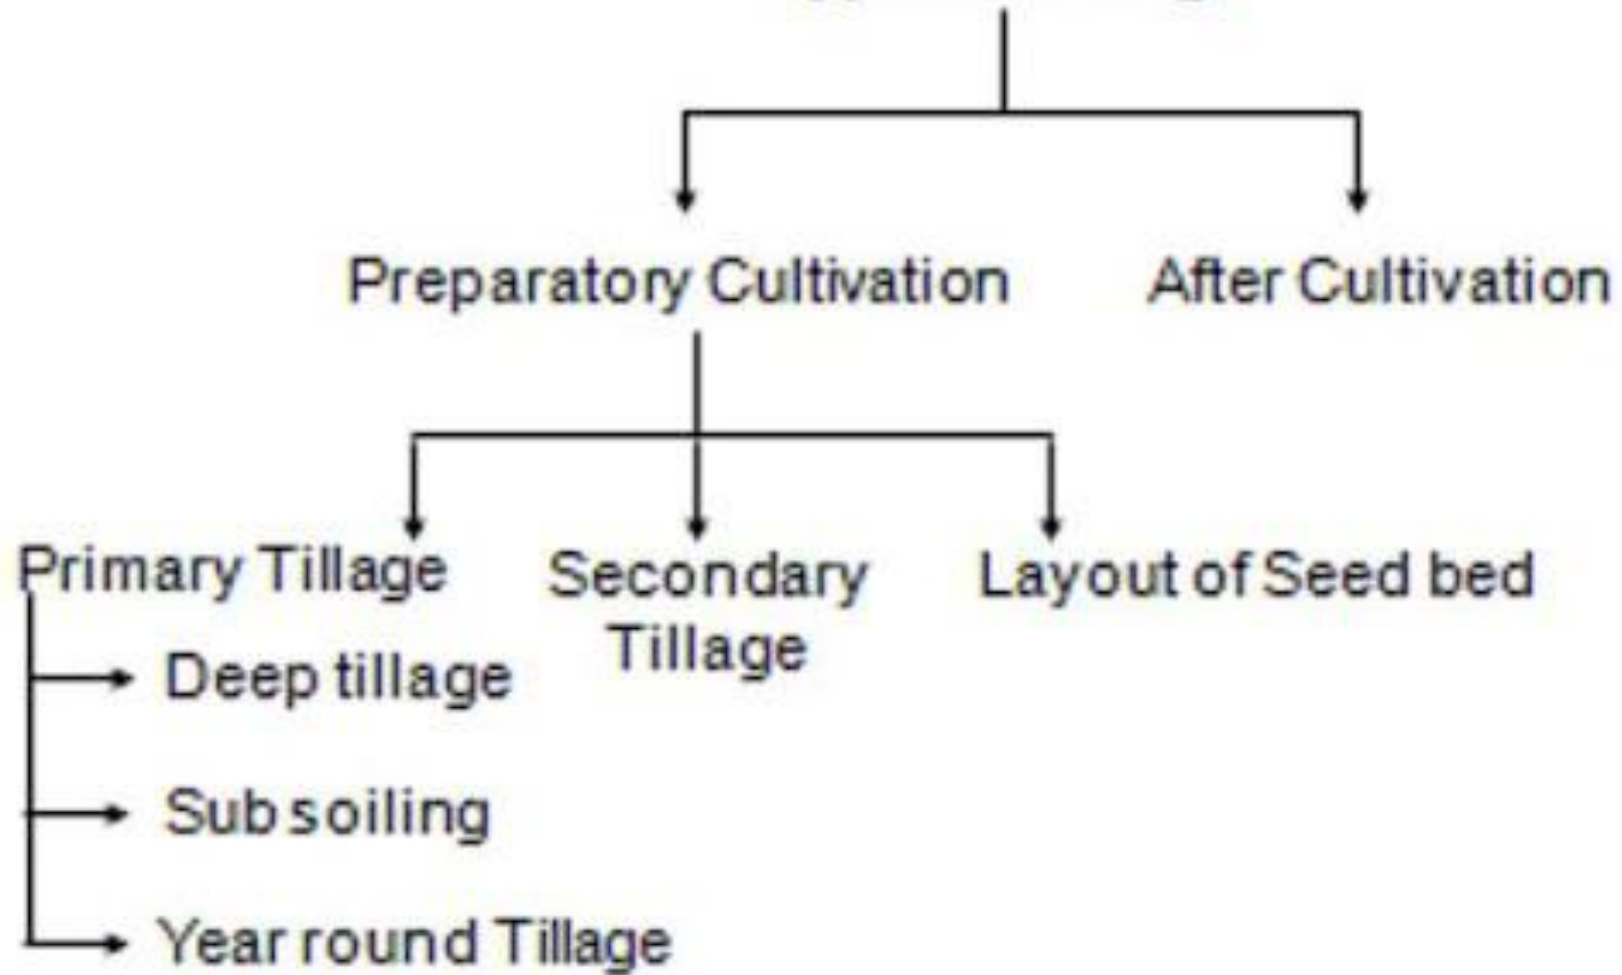 Preparatory Cultivation
After Cultivation
Primary Tillage
Secondary
Tillage
Layout of Seed bed
Deep tillage
Sub soiling
Year round Tillage